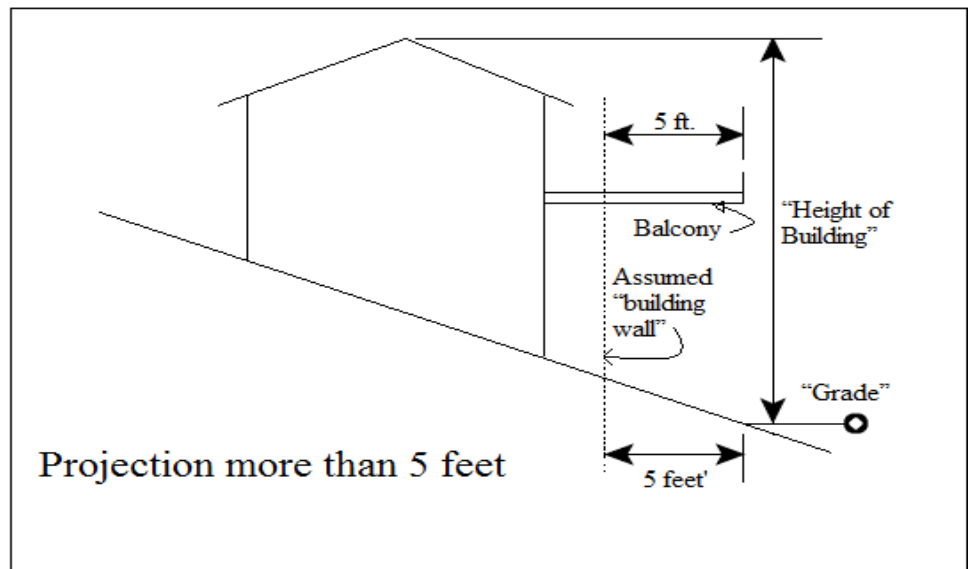 5 ft.
Balcony
“Height of
Building”
Assumed
“building
wall”
“Grade”
Projection more than 5 feet
5 feet'